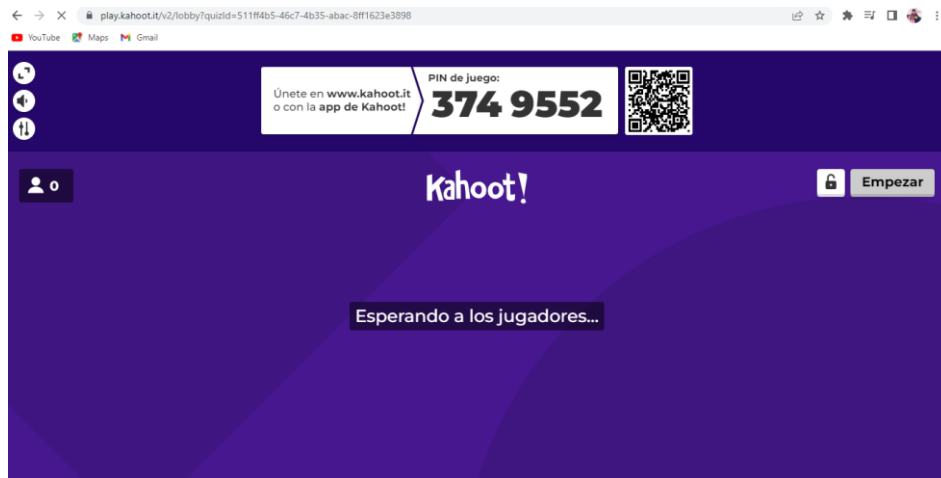 play.kahoot.it/v2/lobby?quizId=511ff4b5-46c7-4b35-abac-8ff1623e3898
YouTube Maps Gmail
Únete en www.kahoot.it
o con la app de Kahoot!
PIN de juego:
374 9552
0
Kahoot!
Empezar
Esperando a los jugadores...